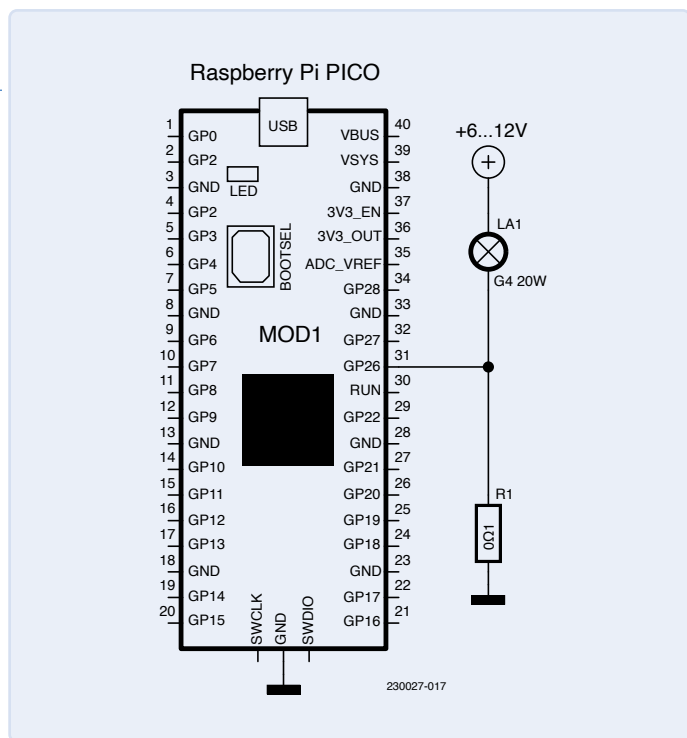 Raspberry Pi PICO
USB
LED
BOOTSEL
MOD1
1 GP0
2 GP2
3 GND
4 GP2
5 GP3
6 GP4
7 GP5
8 GND
9 GP6
10 GP7
11 GP8
12 GP9
13 GND
14 GP10
15 GP11
16 GP12
17 GP13
18 GND
19 GP14
20 GP15
SWCLK
GND
SWDIO
VBUS 40
VSYS 39
GND 38
3V3_EN 37
3V3_OUT 36
ADC_VREF 35
GP28 34
GND 33
GP27 32
GP26 31
RUN 30
GP22 29
GND 28
GP21 27
GP20 26
GP19 25
GP18 24
GND 23
GP17 22
GP16 21
+6...12V
+
LA1
G4 20W
R1
0Ω1
230027-017